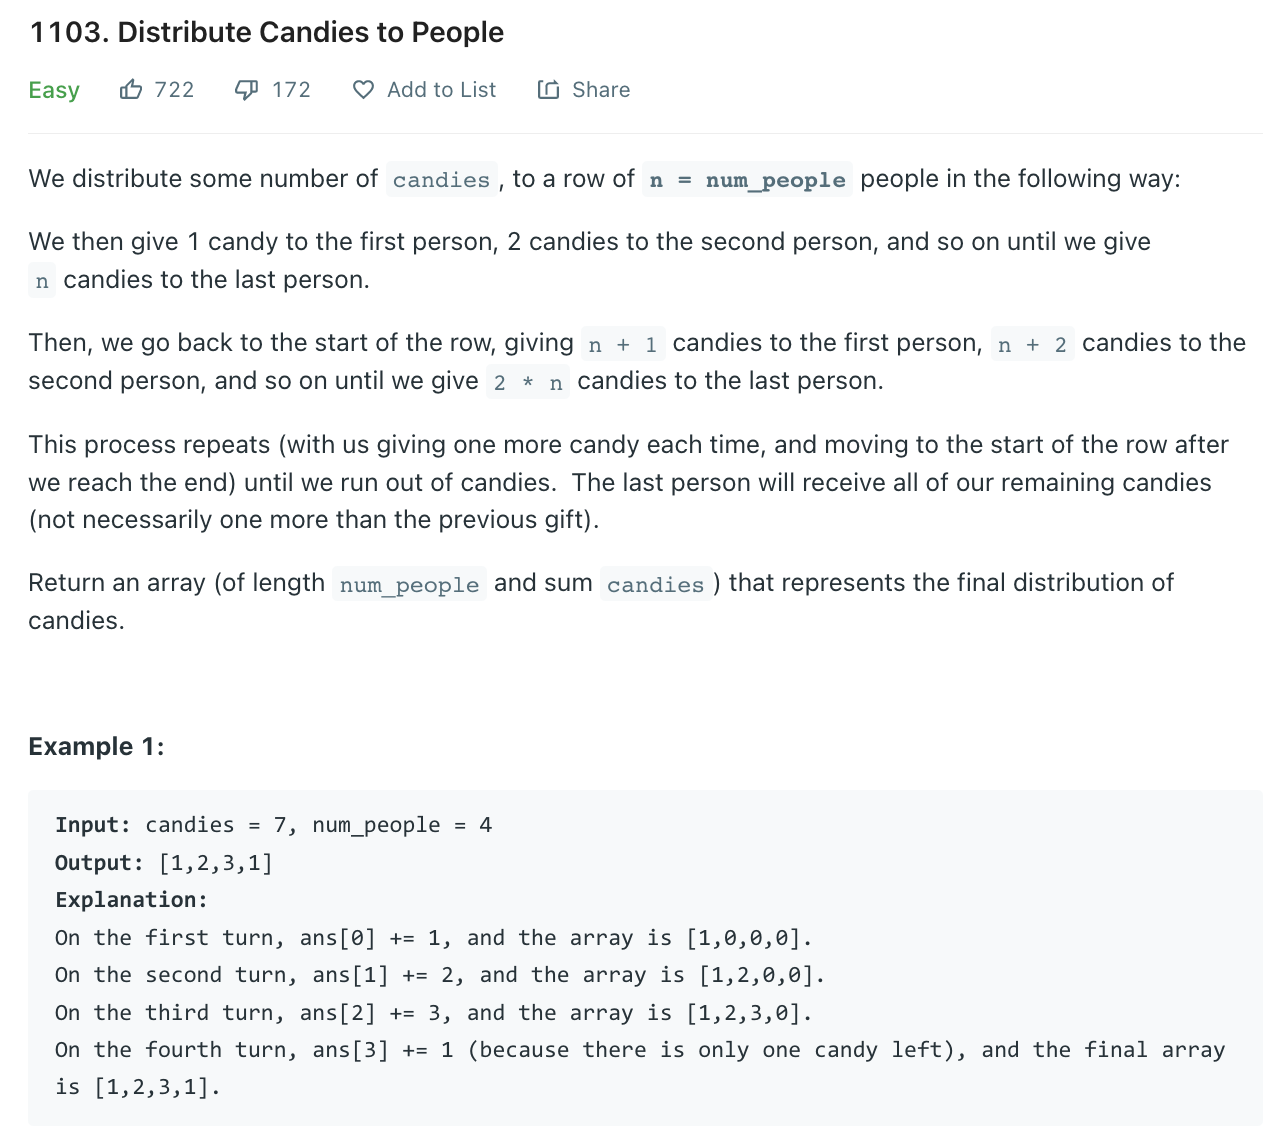 1103. Distribute Candies to People
Easy 722 172 Add to List Share
We distribute some number of candies, to a row of n = num_people people in the following way:
We then give 1 candy to the first person, 2 candies to the second person, and so on until we give
n candies to the last person.
Then, we go back to the start of the row, giving n + 1 candies to the first person, n + 2 candies to the
second person, and so on until we give 2 * n candies to the last person.
This process repeats (with us giving one more candy each time, and moving to the start of the row after
we reach the end) until we run out of candies.  The last person will receive all of our remaining candies
(not necessarily one more than the previous gift).
Return an array (of length num_people and sum candies) that represents the final distribution of
candies.
Example 1:
Input: candies = 7, num_people = 4
Output: [1,2,3,1]
Explanation:
On the first turn, ans[0] += 1, and the array is [1,0,0,0].
On the second turn, ans[1] += 2, and the array is [1,2,0,0].
On the third turn, ans[2] += 3, and the array is [1,2,3,0].
On the fourth turn, ans[3] += 1 (because there is only one candy left), and the final array
is [1,2,3,1].